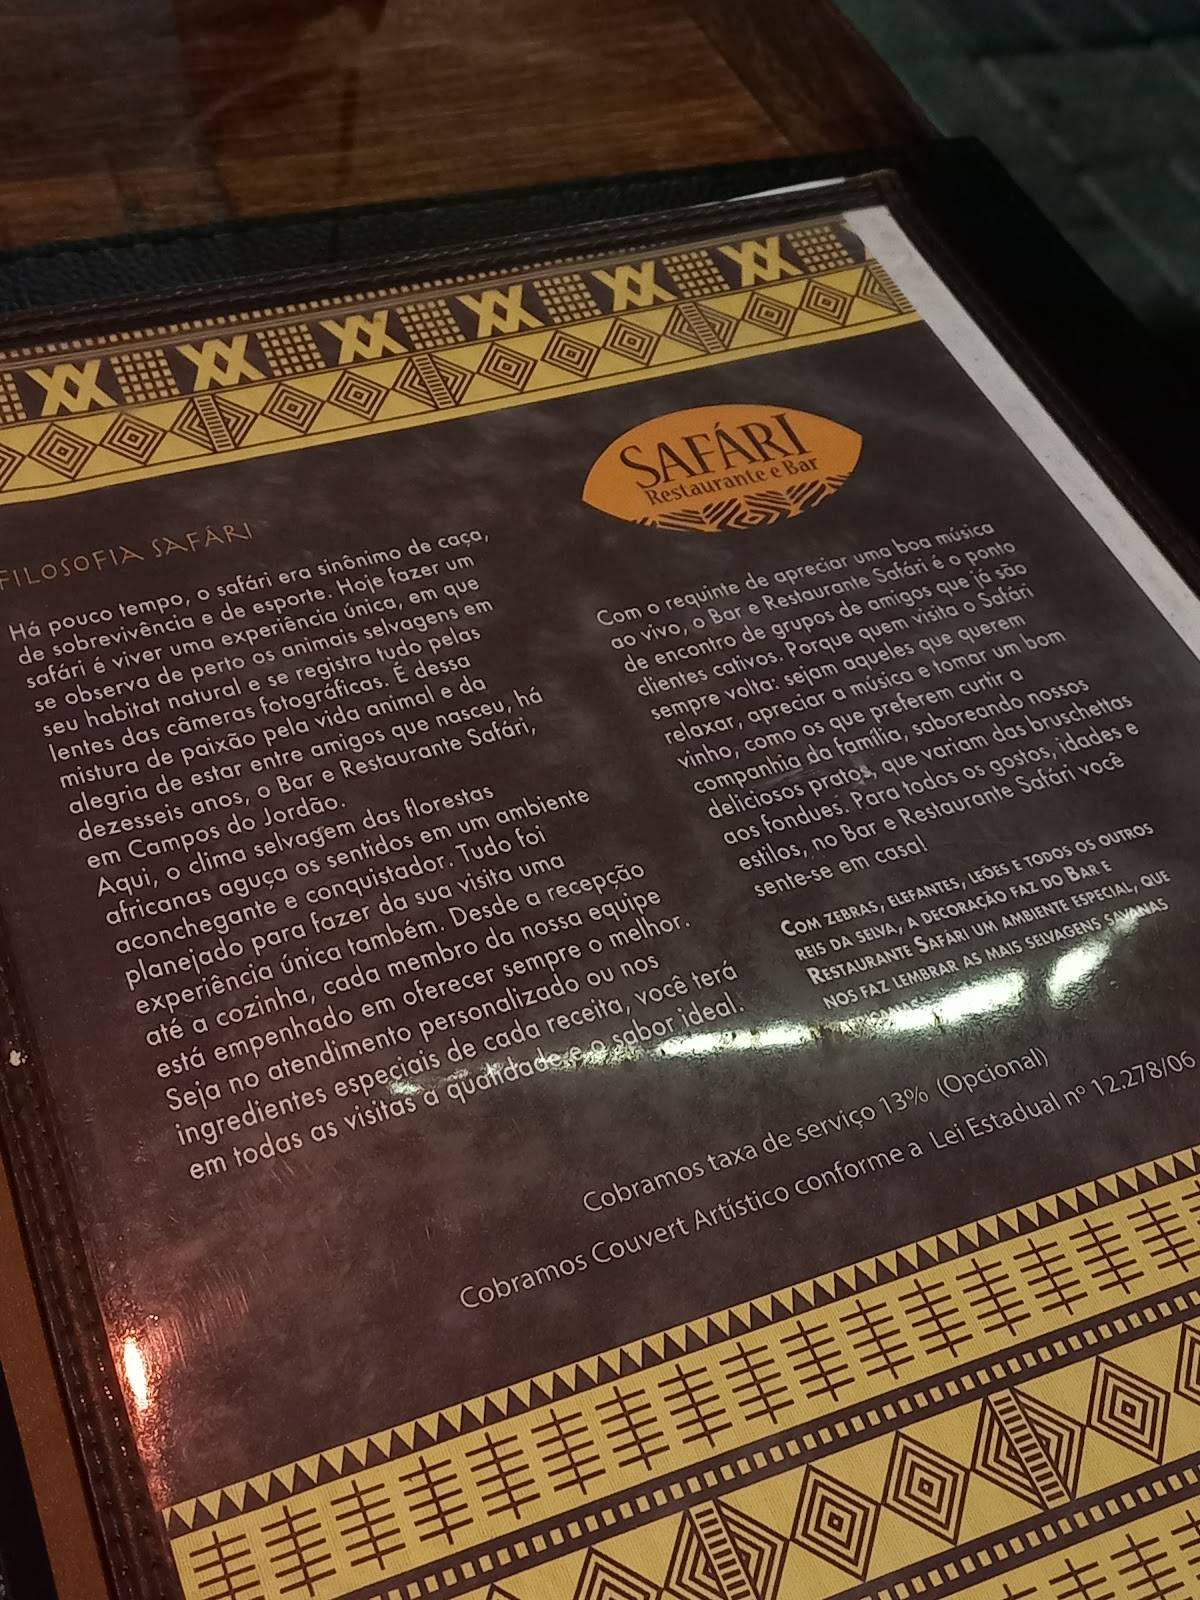 SAFÁRI
Restaurante e Bar
FILOSOFIA SAFÁRI
Há pouco tempo, o safári era sinônimo de caça,
de sobrevivência e de esporte. Hoje fazer um
safári é viver uma experiência única, em que
se observa de perto os animais selvagens em
seu habitat natural e se registra tudo pelas
lentes das câmeras fotográficas. É dessa
mistura de paixão pela vida animal e da
alegria de estar entre amigos que nasceu, há
dezesseis anos, o Bar e Restaurante Safári,
em Campos do Jordão.
Aqui, o clima selvagem das florestas
africanas aguça os sentidos em um ambiente
aconchegante e conquistador. Tudo foi
planejado para fazer da sua visita uma
experiência única também. Desde a recepção
até a cozinha, cada membro da nossa equipe
está empenhado em oferecer sempre o melhor.
Seja no atendimento personalizado ou nos
ingredientes especiais de cada receita, você terá
em todas as visitas a qualidade e o sabor ideal.
Com o requinte de apreciar uma boa música
ao vivo, o Bar e Restaurante Safári é o ponto
de encontro de grupos de amigos que já são
clientes cativos. Porque quem visita o Safári
sempre volta: sejam aqueles que querem
relaxar, apreciar a música e tomar um bom
vinho, como os que preferem curtir a
companhia da família, saboreando nossos
deliciosos pratos, que variam das bruschettas
aos fondues. Para todos os gostos, idades e
estilos, no Bar e Restaurante Safári você
sente-se em casa!
COM ZEBRAS, ELEFANTES, LEÕES E TODOS OS OUTROS
REIS DA SELVA, A DECORAÇÃO FAZ DO BAR E
RESTAURANTE SAFÁRI UM AMBIENTE ESPECIAL, QUE
NOS FAZ LEMBRAR AS MAIS SELVAGENS SAVANAS
AFRICANAS
Cobramos taxa de serviço 13% (Opcional)
Cobramos Couvert Artístico conforme a Lei Estadual nº 12.278/06